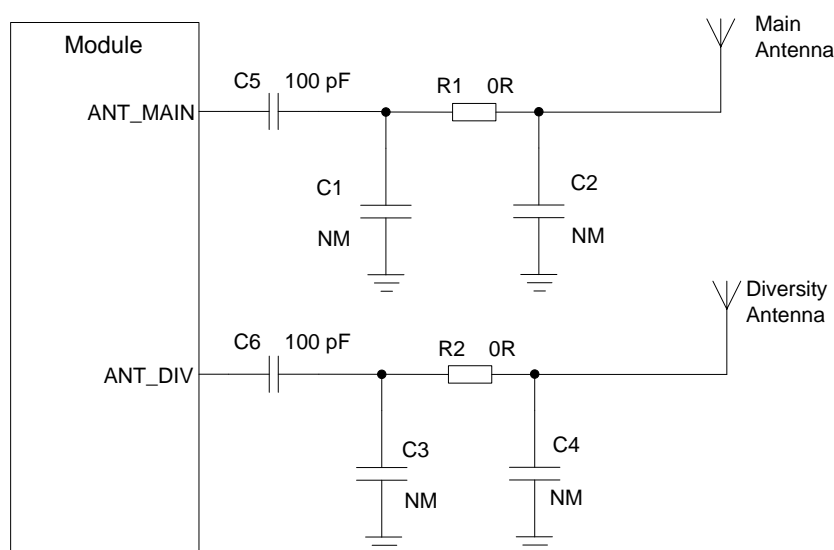 Module
Main
Antenna
C5 100 pF
R1 0R
ANT_MAIN
C1
C2
NM
NM
Diversity
Antenna
C6 100 pF
R2 0R
ANT_DIV
C3
C4
NM
NM